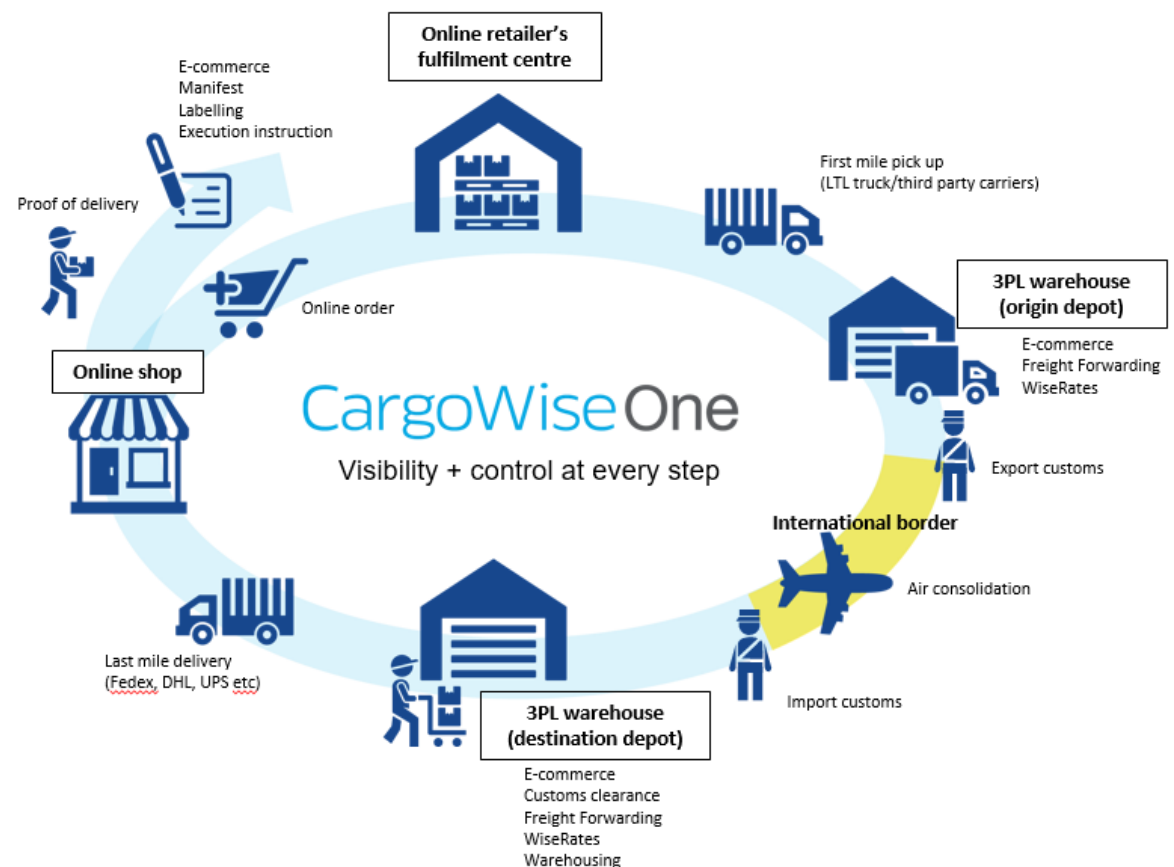 Online retailer's
fulfilment centre
E-commerce
Manifest
Labelling
Execution instruction
First mile pick up
(LTL truck/third party carriers)
Proof of delivery
3PL warehouse
(origin depot)
Online order
E-commerce
Freight Forwarding
WiseRates
Online shop
CargoWise One
Visibility + control at every step
Export customs
International border
Air consolidation
Last mile delivery
(Fedex, DHL, UPS etc)
Import customs
3PL warehouse
(destination depot)
E-commerce
Customs clearance
Freight Forwarding
WiseRates
Warehousing